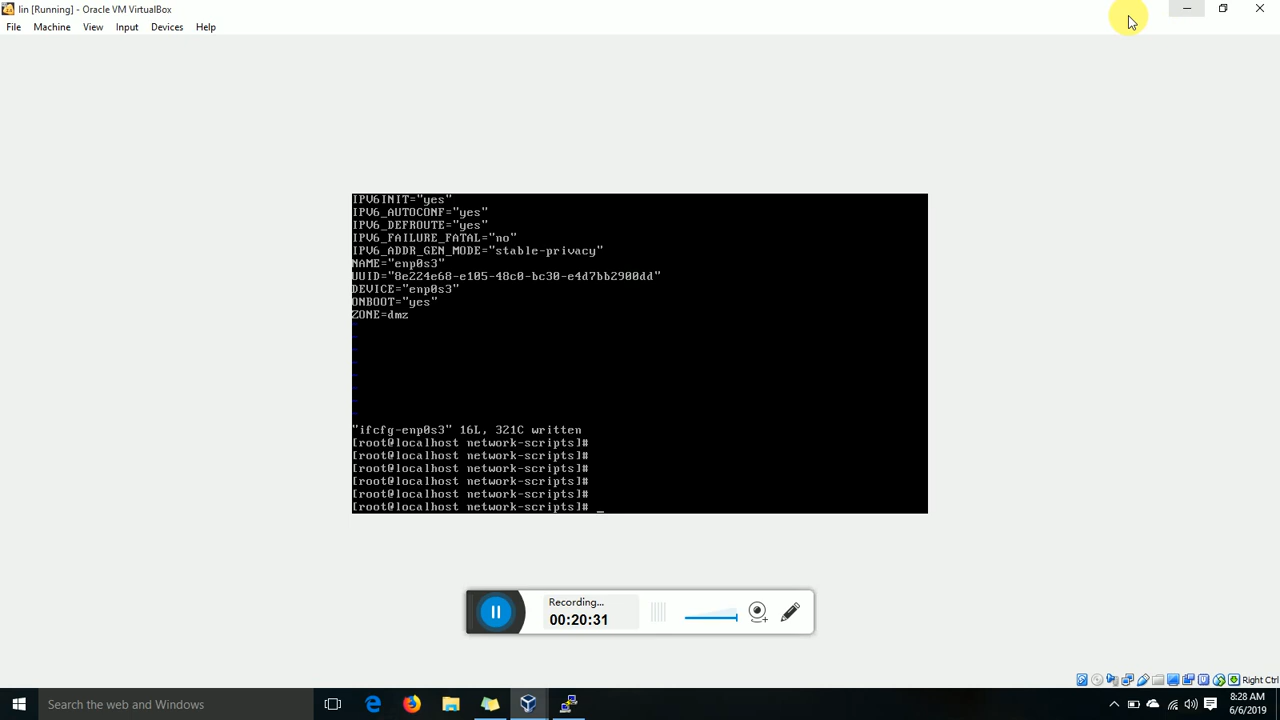 lin [Running] - Oracle VM VirtualBox
File Machine View Input Devices Help
IPV6INIT="yes"
IPV6_AUTOCONF="yes"
IPV6_DEFROUTE="yes"
IPV6_FAILURE_FATAL="no"
IPV6_ADDR_GEN_MODE="stable-privacy"
NAME="enp0s3"
UUID="8e224e68-e105-48c0-bc30-e4d7bb2900dd"
DEVICE="enp0s3"
ONBOOT="yes"
ZONE=dmz
~
~
~
~
~
~
~
~
"ifcfg-enp0s3" 16L, 321C written
[root@localhost network-scripts]#
[root@localhost network-scripts]#
[root@localhost network-scripts]#
[root@localhost network-scripts]#
[root@localhost network-scripts]#
[root@localhost network-scripts]# _
Recording...
00:20:31
Right Ctrl
Search the web and Windows
8:28 AM
6/6/2019